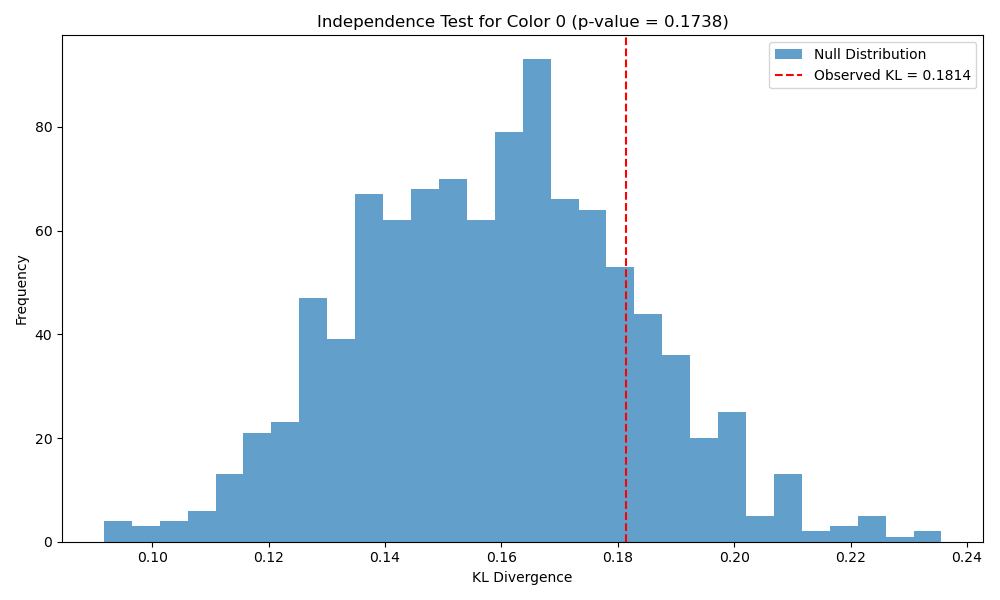 Independence Test for Color 0 (p-value = 0.1738)
Null Distribution
Observed KL = 0.1814
Frequency
80
60
40
20
0
0.10
0.12
0.14
0.16
0.18
0.20
0.22
0.24
KL Divergence